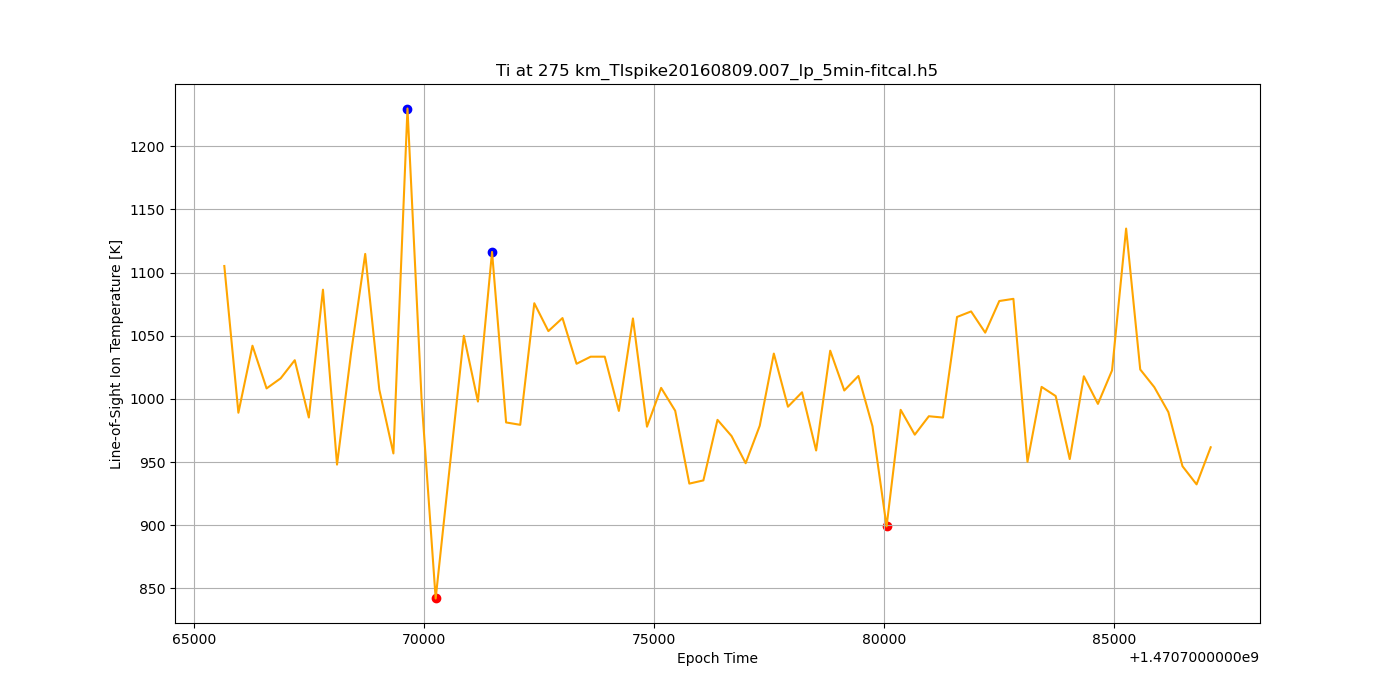 Ti at 275 km_TIspike20160809.007_lp_5min-fitcal.h5
Line-of-Sight Ion Temperature [K]
1200
1150
1100
1050
1000
950
900
850
65000 70000 75000 80000 85000
Epoch Time
+1.4707000000e9